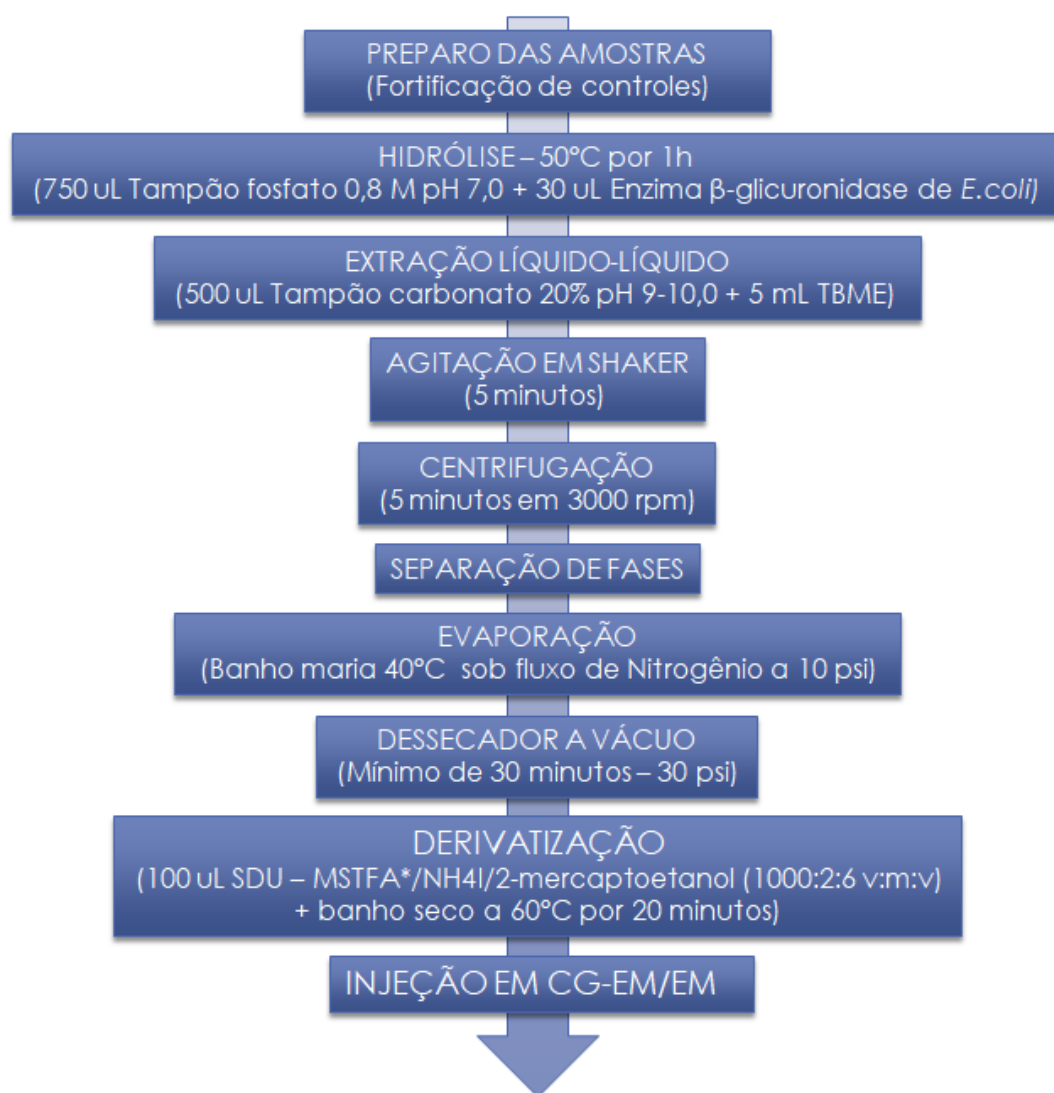 PREPARO DAS AMOSTRAS
(Fortificação de controles)
HIDRÓLISE – 50°C por 1h
(750 uL Tampão fosfato 0,8 M pH 7,0 + 30 uL Enzima β-glicuronidase de E.coli)
EXTRAÇÃO LÍQUIDO-LÍQUIDO
(500 uL Tampão carbonato 20% pH 9-10,0 + 5 mL TBME)
AGITAÇÃO EM SHAKER
(5 minutos)
CENTRIFUGAÇÃO
(5 minutos em 3000 rpm)
SEPARAÇÃO DE FASES
EVAPORAÇÃO
(Banho maria 40°C sob fluxo de Nitrogênio a 10 psi)
DESSECADOR A VÁCUO
(Mínimo de 30 minutos – 30 psi)
DERIVATIZAÇÃO
(100 uL SDU – MSTFA*/NH4I/2-mercaptoetanol (1000:2:6 v:m:v)
+ banho seco a 60°C por 20 minutos)
INJEÇÃO EM CG-EM/EM